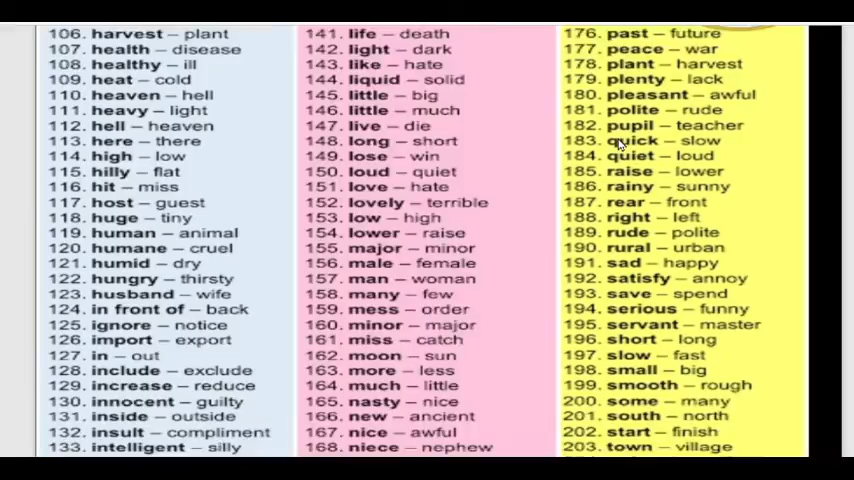 106. harvest – plant
107. health – disease
108. healthy – ill
109. heat – cold
110. heaven – hell
111. heavy – light
112. hell – heaven
113. here – there
114. high – low
115. hilly – flat
116. hit – miss
117. host – guest
118. huge – tiny
119. human – animal
120. humane – cruel
121. humid – dry
122. hungry – thirsty
123. husband – wife
124. in front of – back
125. ignore – notice
126. import – export
127. in – out
128. include – exclude
129. increase – reduce
130. innocent – guilty
131. inside – outside
132. insult – compliment
133. intelligent – silly
141. life – death
142. light – dark
143. like – hate
144. liquid – solid
145. little – big
146. little – much
147. live – die
148. long – short
149. lose – win
150. loud – quiet
151. love – hate
152. lovely – terrible
153. low – high
154. lower – raise
155. major – minor
156. male – female
157. man – woman
158. many – few
159. mess – order
160. minor – major
161. miss – catch
162. moon – sun
163. more – less
164. much – little
165. nasty – nice
166. new – ancient
167. nice – awful
168. niece – nephew
176. past – future
177. peace – war
178. plant – harvest
179. plenty – lack
180. pleasant – awful
181. polite – rude
182. pupil – teacher
183. quick – slow
184. quiet – loud
185. raise – lower
186. rainy – sunny
187. rear – front
188. right – left
189. rude – polite
190. rural – urban
191. sad – happy
192. satisfy – annoy
193. save – spend
194. serious – funny
195. servant – master
196. short – long
197. slow – fast
198. small – big
199. smooth – rough
200. some – many
201. south – north
202. start – finish
203. town – village